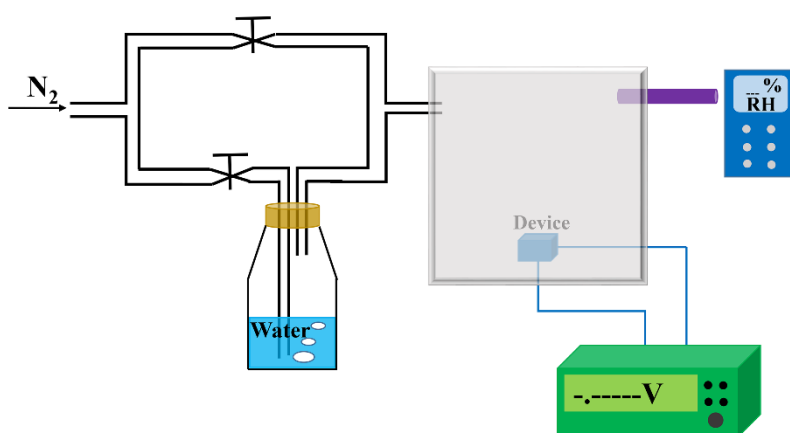 N₂
Water
Device
---%
RH
-.-----V